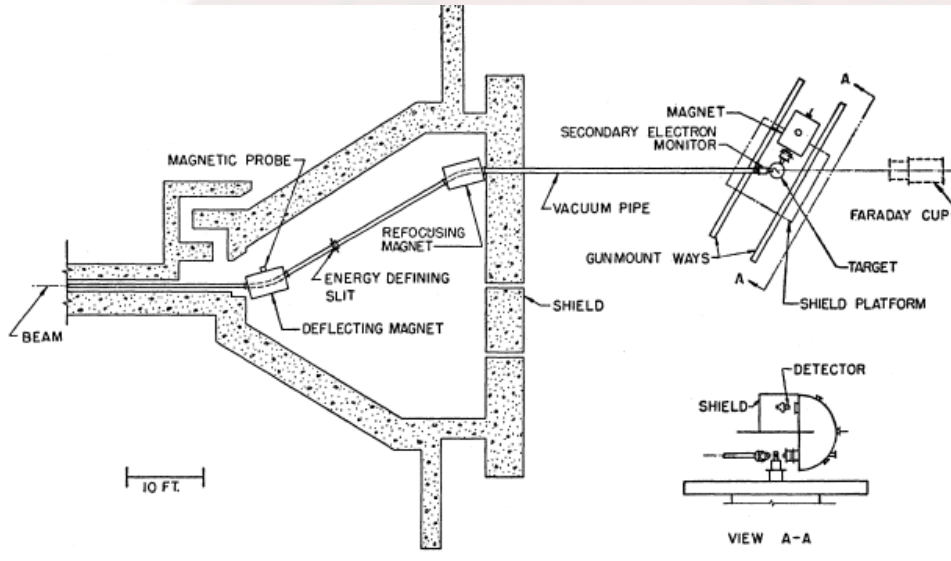 A
MAGNET
SECONDARY ELECTRON
MONITOR
MAGNETIC PROBE
VACUUM PIPE
FARADAY CUP
REFOCUSING
MAGNET
GUNMOUNT WAYS
TARGET
A
ENERGY DEFINING
SLIT
SHIELD
SHIELD PLATFORM
BEAM
DEFLECTING MAGNET
DETECTOR
SHIELD
10 FT.
VIEW A-A